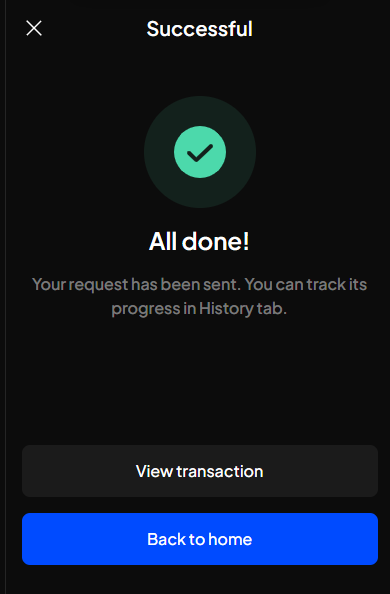 Successful
All done!
Your request has been sent. You can track its
progress in History tab.
View transaction
Back to home